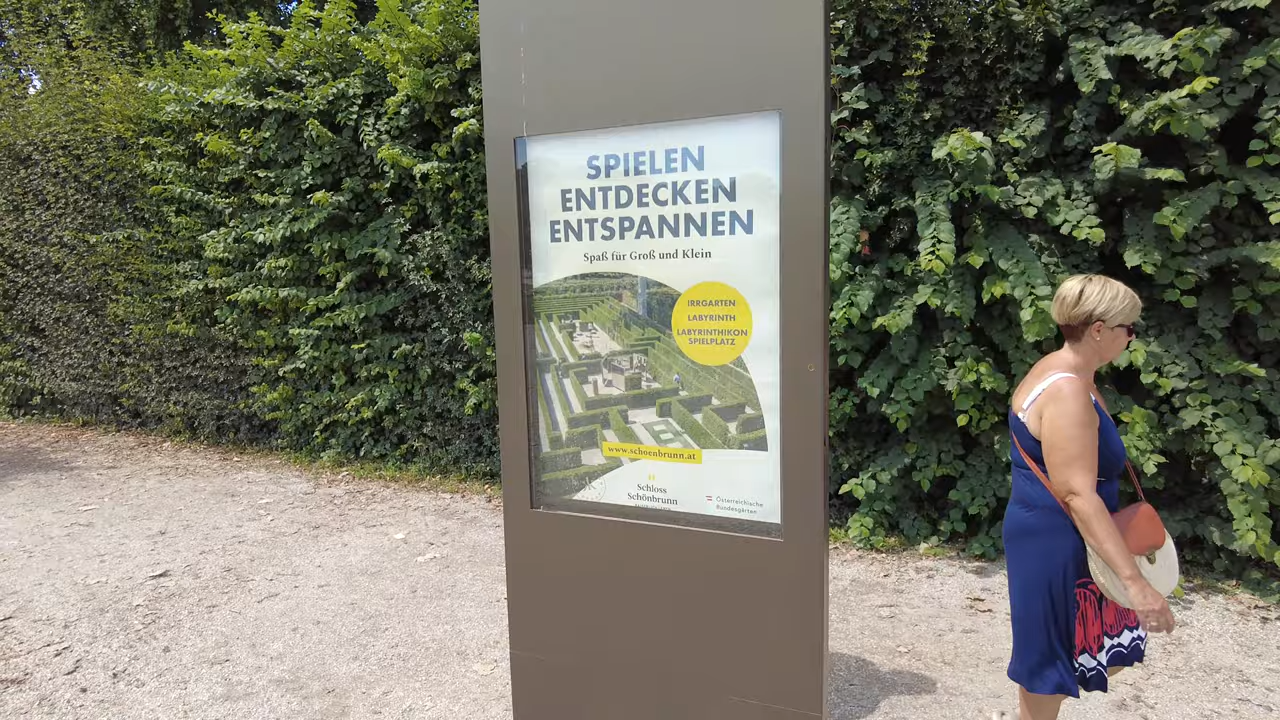 SPIELEN
ENTDECKEN
ENTSPANNEN
Spaß für Groß und Klein
IRRGARTEN
LABYRINTH
LABYRINTHIKON
SPIELPLATZ
www.schoenbrunn.at
Schloss
Schönbrunn
Österreichische
Bundesgärten